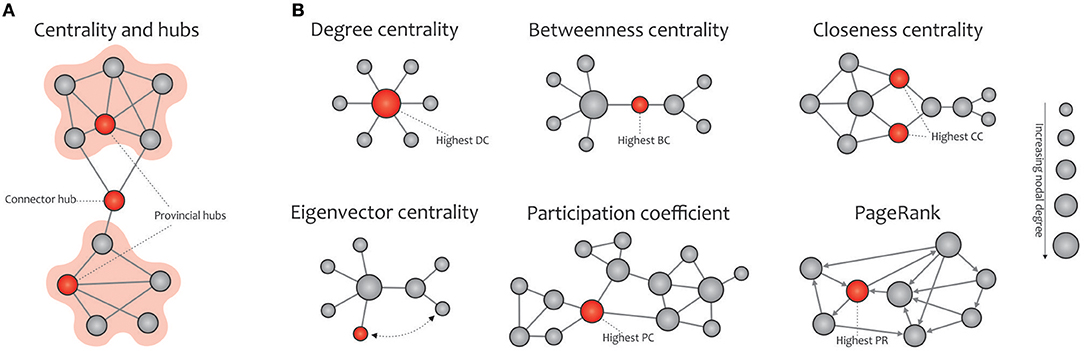 A
Centrality and hubs
Connector hub
Provincial hubs
B
Degree centrality
Highest DC
Betweenness centrality
Highest BC
Closeness centrality
Highest CC
Eigenvector centrality
Participation coefficient
Highest PC
PageRank
Highest PR
Increasing nodal degree